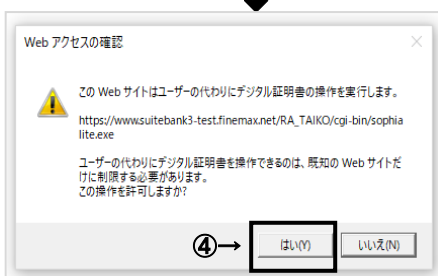 Web アクセスの確認
この Web サイトはユーザーの代わりにデジタル証明書の操作を実行します。
https://www.suitebank3-test.finemax.net/RA_TAIKO/cgi-bin/sophia
lite.exe
ユーザーの代わりにデジタル証明書を操作できるのは、既知の Web サイトだ
けに制限する必要があります。
この操作を許可しますか?
④→ はい(Y) いいえ(N)